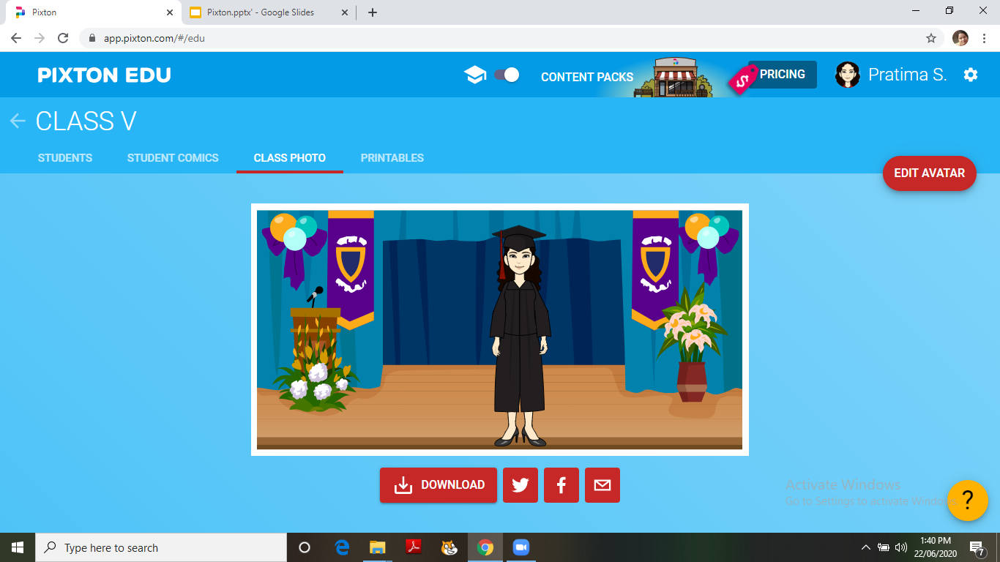 Pixton
Pixton.pptx' - Google Slides
app.pixton.com/#/edu
PIXTON EDU
CONTENT PACKS
$
PRICING
Pratima S.
CLASS V
STUDENTS
STUDENT COMICS
CLASS PHOTO
PRINTABLES
EDIT AVATAR
DOWNLOAD
Activate Windows
Go to Settings to activate Windows.
?
Type here to search
1:40 PM
22/06/2020
7